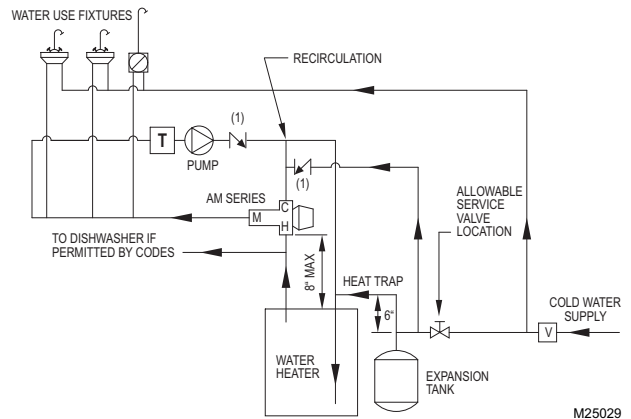 WATER USE FIXTURES
RECIRCULATION
(1)
T
PUMP
(1)
ALLOWABLE
SERVICE
VALVE
LOCATION
AM SERIES
C
M
H
TO DISHWASHER IF
PERMITTED BY CODES
8" MAX
HEAT TRAP
6"
COLD WATER
SUPPLY
V
WATER
HEATER
EXPANSION
TANK
M25029